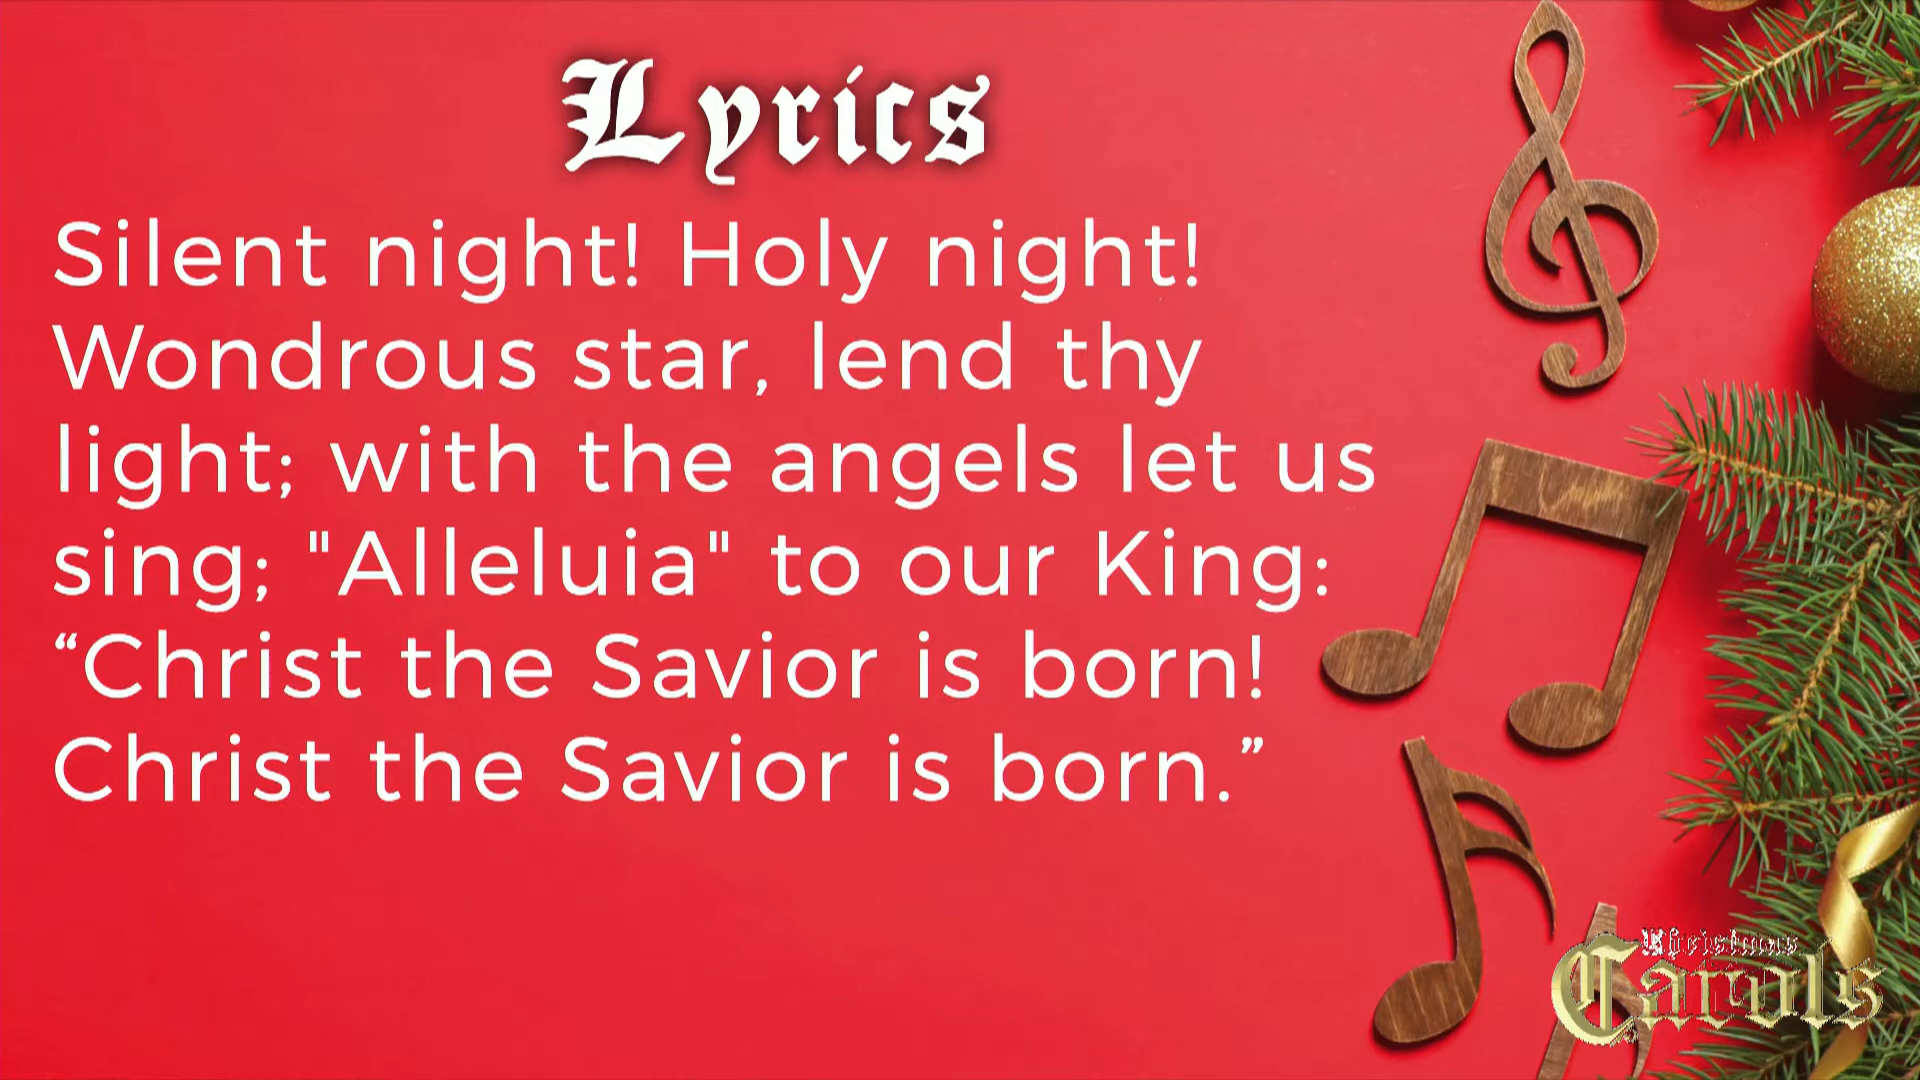 Lyrics
Silent night! Holy night!
Wondrous star, lend thy
light; with the angels let us
sing; "Alleluia" to our King:
“Christ the Savior is born!
Christ the Savior is born.”
Christmas
Carols